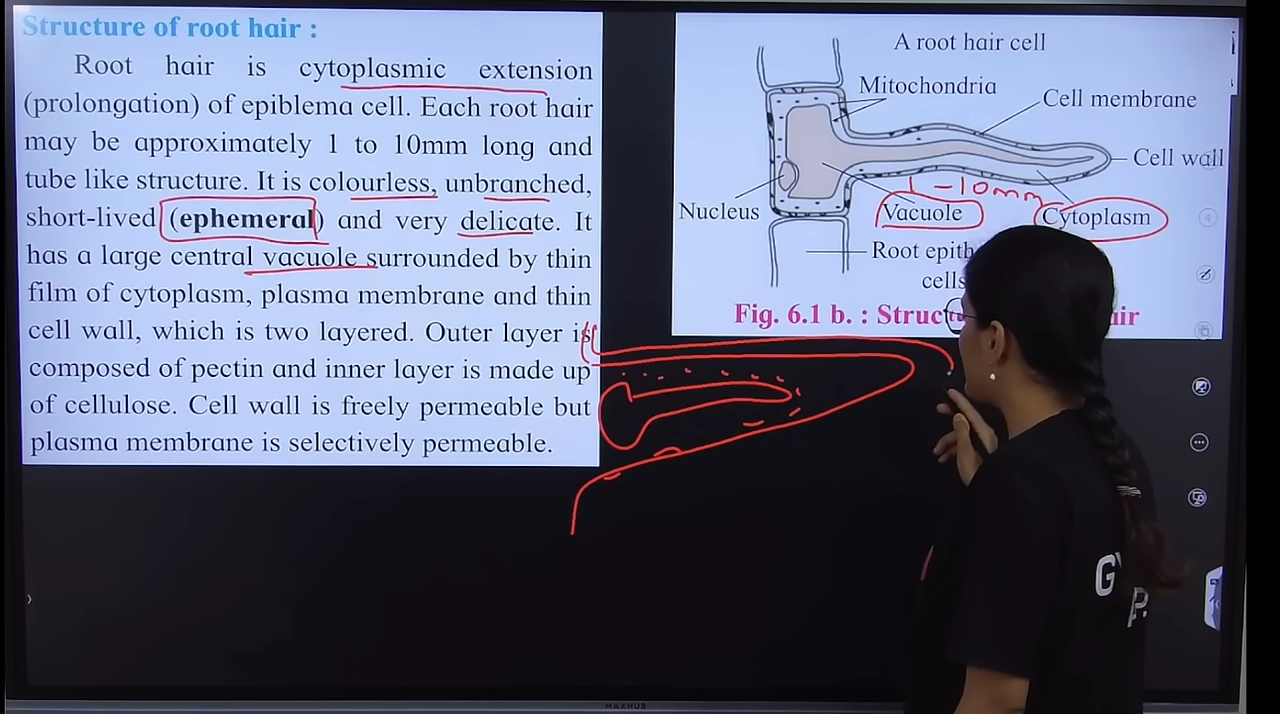 Structure of root hair :
Root hair is cytoplasmic extension
(prolongation) of epiblema cell. Each root hair
may be approximately 1 to 10mm long and
tube like structure. It is colourless, unbranched,
short-lived (ephemeral) and very delicate. It
has a large central vacuole surrounded by thin
film of cytoplasm, plasma membrane and thin
cell wall, which is two layered. Outer layer is
composed of pectin and inner layer is made up
of cellulose. Cell wall is freely permeable but
plasma membrane is selectively permeable.
A root hair cell
Mitochondria
Cell membrane
Cell wall
1-10mm
Nucleus
Vacuole
Cytoplasm
Root
cells
Fig. 6.1 b. :
MAXHUB